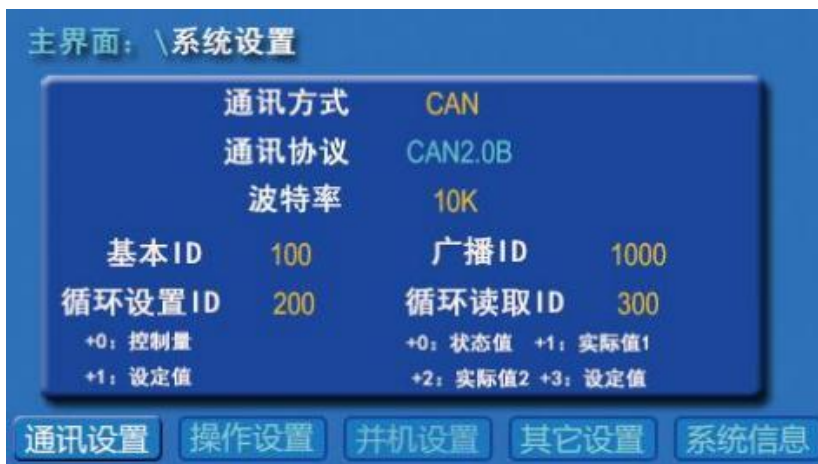 主界面：\系统设置
通讯方式 CAN
通讯协议 CAN2.0B
波特率 10K
基本ID 100 广播ID 1000
循环设置ID 200 循环读取ID 300
+0：控制量 +0：状态值 +1：实际值1
+1：设定值 +2：实际值2 +3：设定值
通讯设置 操作设置 并机设置 其它设置 系统信息